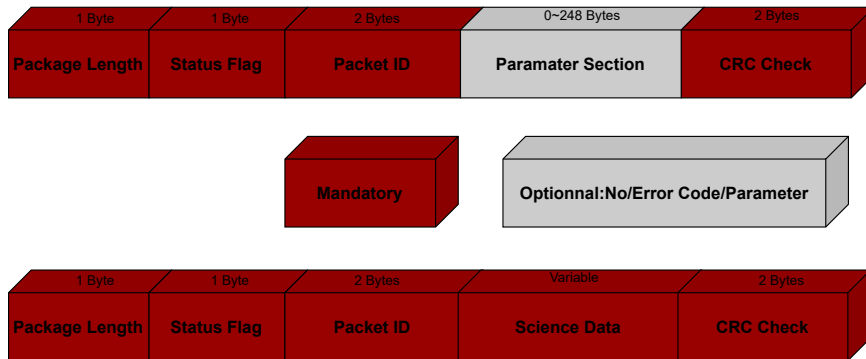 1 Byte 1 Byte 2 Bytes 0~248 Bytes 2 Bytes
Package Length Status Flag Packet ID Paramater Section CRC Check
Mandatory Optionnal:No/Error Code/Parameter
1 Byte 1 Byte 2 Bytes Variable 2 Bytes
Package Length Status Flag Packet ID Science Data CRC Check